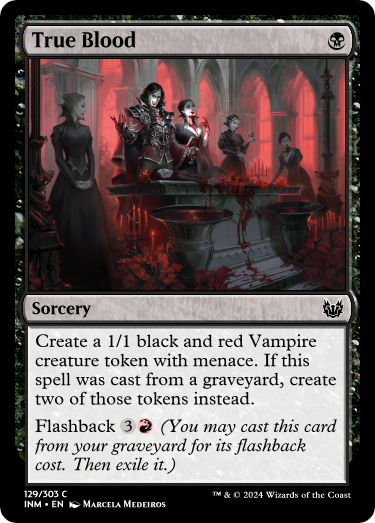 True Blood
Sorcery
Create a 1/1 black and red Vampire
creature token with menace. If this
spell was cast from a graveyard, create
two of those tokens instead.
Flashback 3 (You may cast this card
from your graveyard for its flashback
cost. Then exile it.)
129/303 C
INM • EN Marcela Medeiros
™ & © 2024 Wizards of the Coast